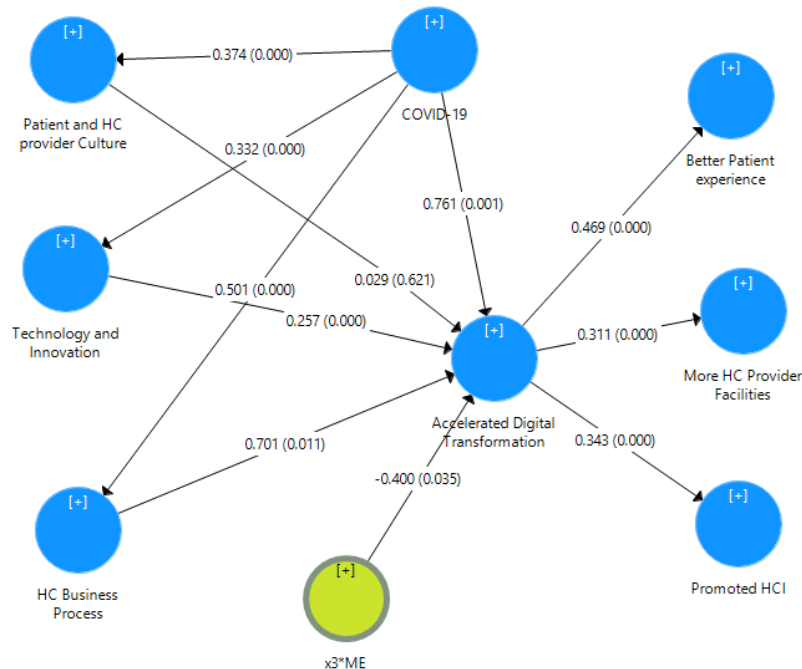 [+]
Patient and HC
provider Culture
[+]
COVID-19
[+]
Better Patient
experience
0.374 (0.000)
0.332 (0.000)
0.761 (0.001)
0.469 (0.000)
[+]
Technology and
Innovation
0.501 (0.000)
0.029 (0.621)
0.257 (0.000)
[+]
Accelerated Digital
Transformation
0.311 (0.000)
[+]
More HC Provider
Facilities
0.701 (0.011)
-0.400 (0.035)
0.343 (0.000)
[+]
HC Business
Process
[+]
x3*ME
[+]
Promoted HCI